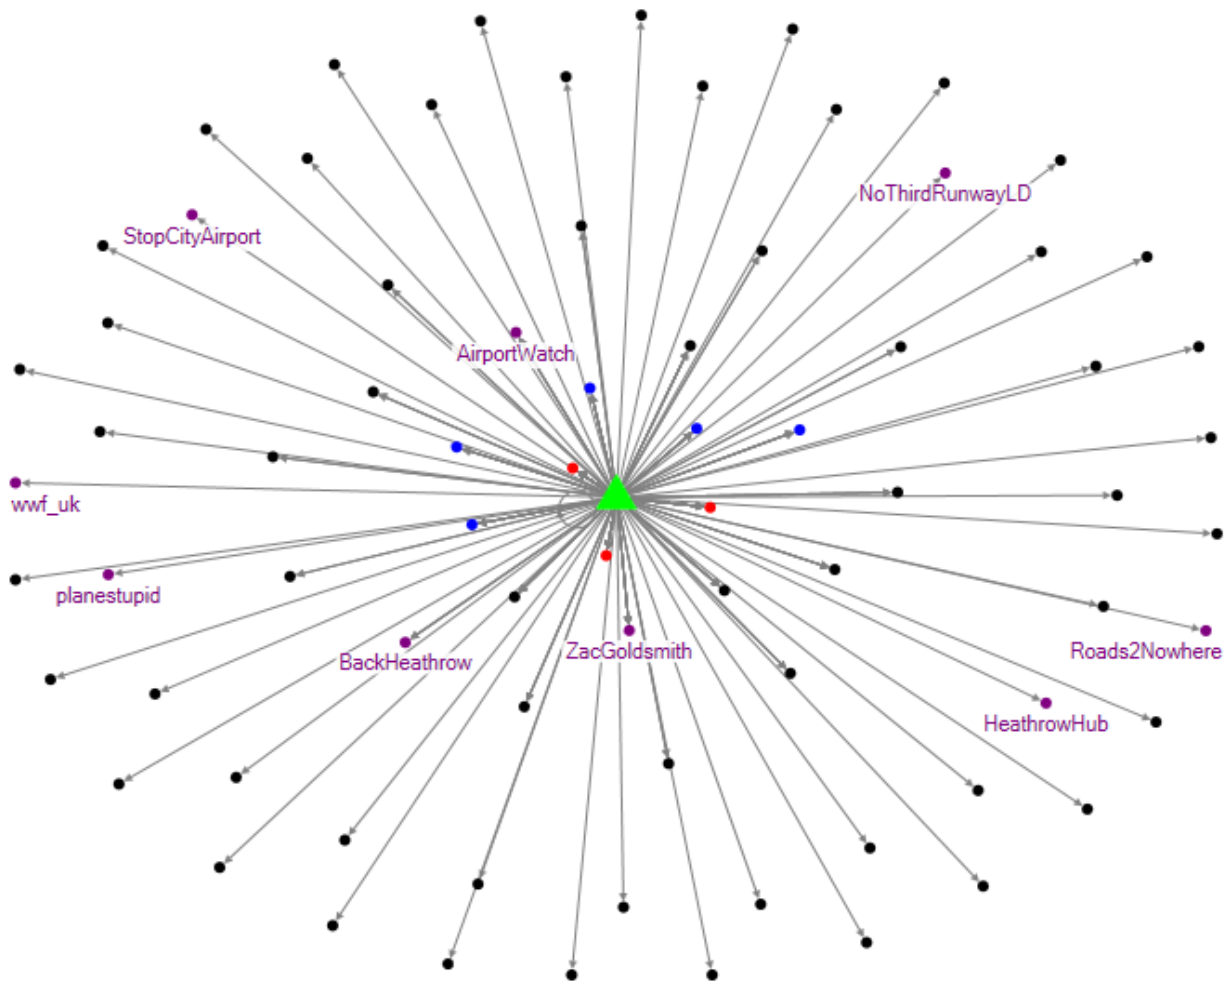 NoThirdRunwayLD
StopCityAirport
AirportWatch
wwf_uk
planestupid
BackHeathrow
ZacGoldsmith
Roads2Nowhere
HeathrowHub